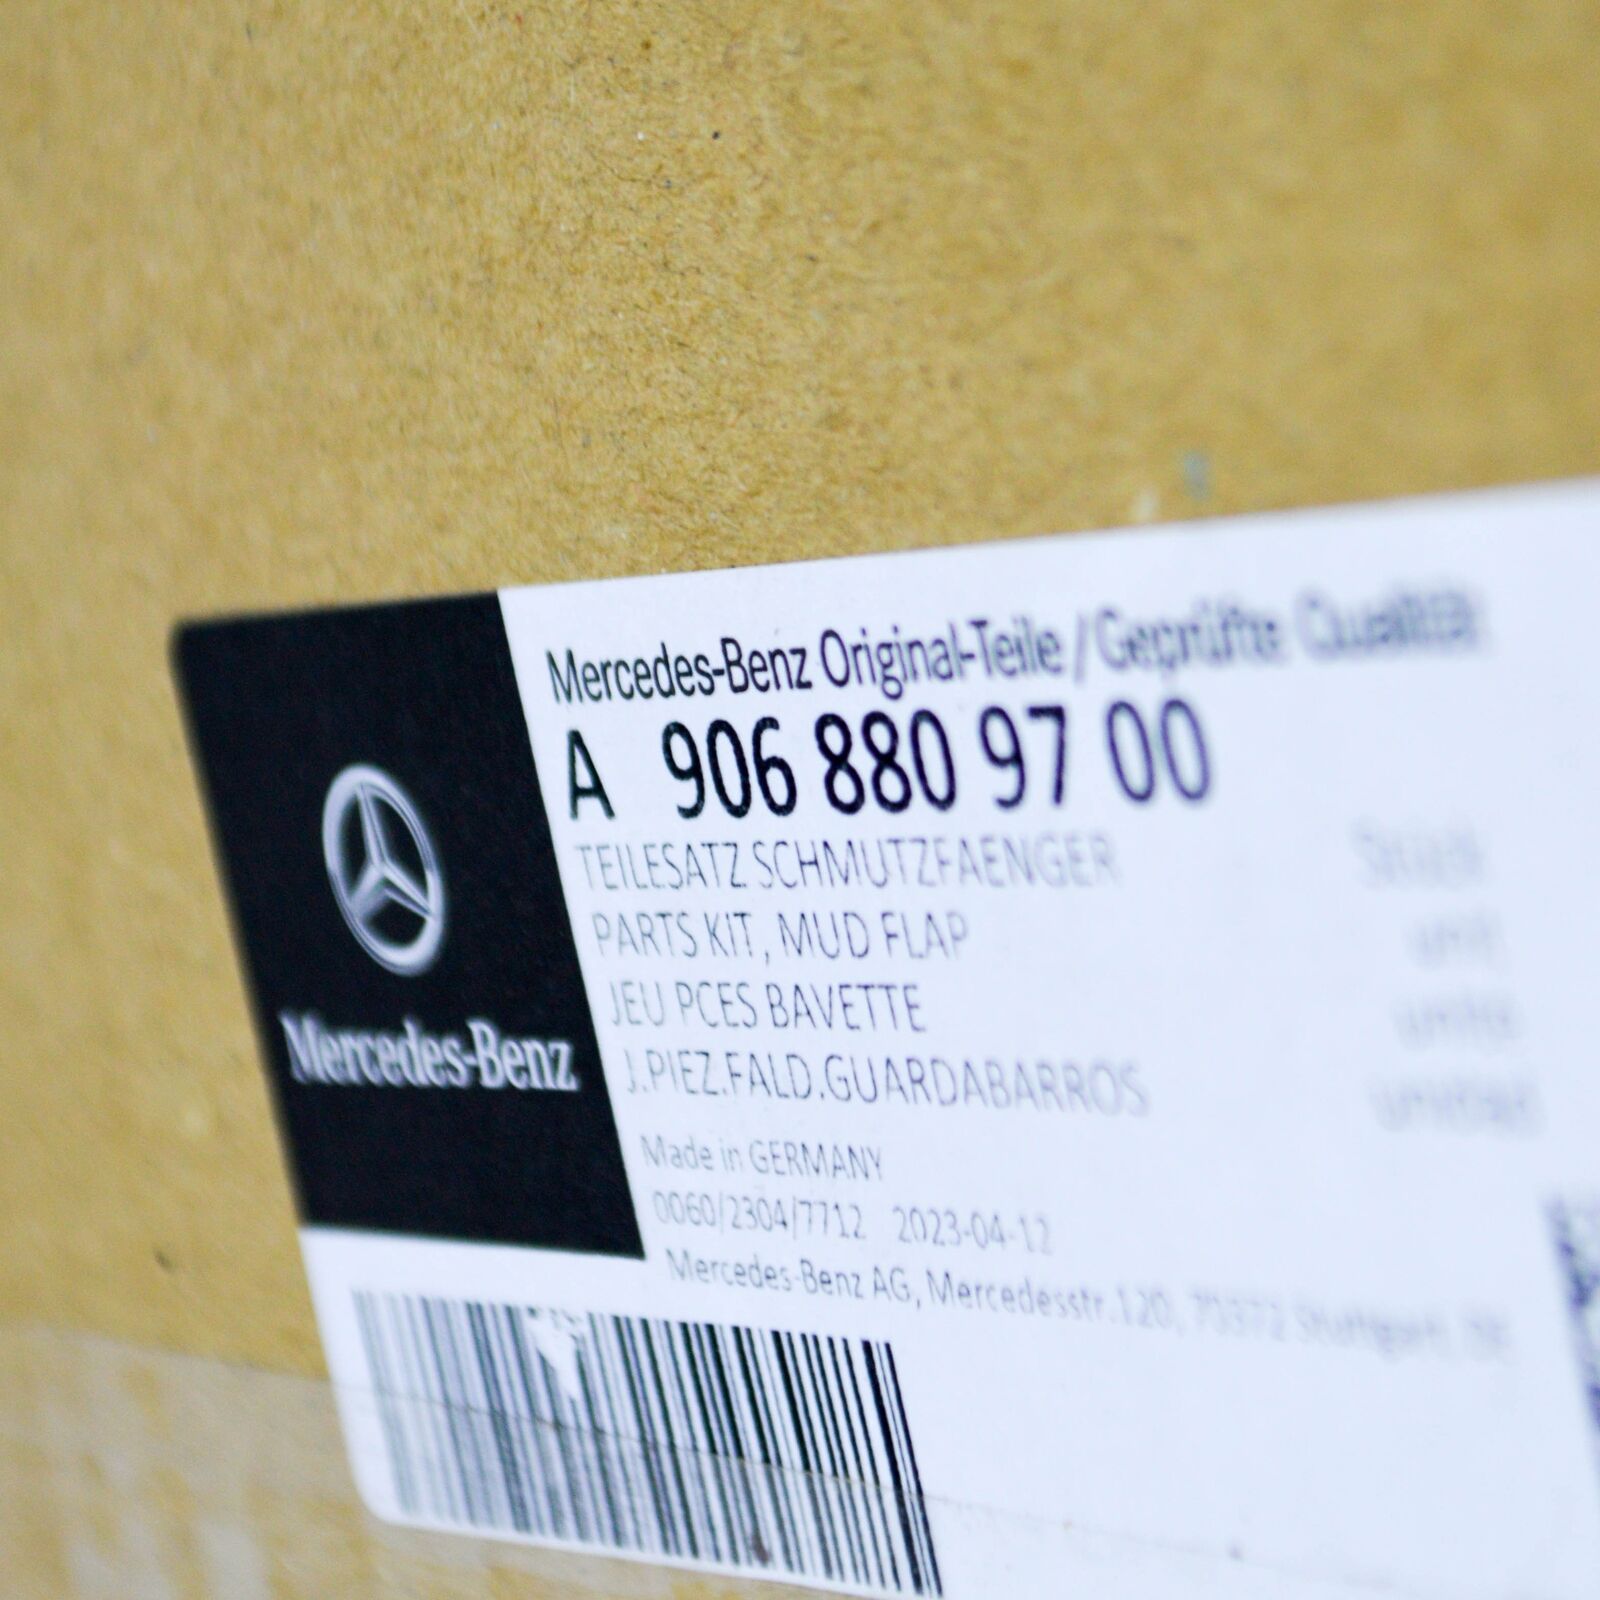 Mercedes-Benz Original-Teile / Geprüfte Qualität
A 906 880 97 00
TEILESATZ SCHMUTZFAENGER Stück
PARTS KIT, MUD FLAP unit
JEU PCES BAVETTE
J.PIEZ.FALD.GUARDABARROS
Made in GERMANY
0060/2304/7712 2023-04-12
Mercedes-Benz AG, Mercedesstr.120, 70372 Stuttgart, DE
Mercedes-Benz